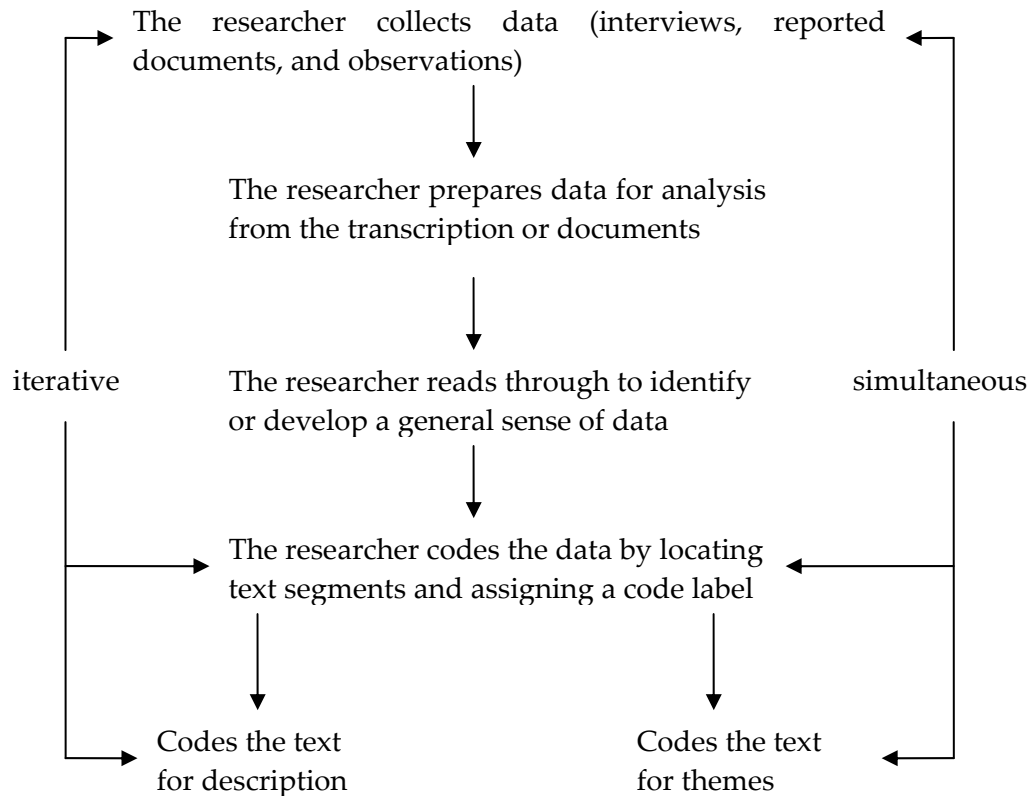 The researcher collects data (interviews, reported
documents, and observations)
The researcher prepares data for analysis
from the transcription or documents
iterative
The researcher reads through to identify
or develop a general sense of data
simultaneous
The researcher codes the data by locating
text segments and assigning a code label
Codes the text
for description
Codes the text
for themes